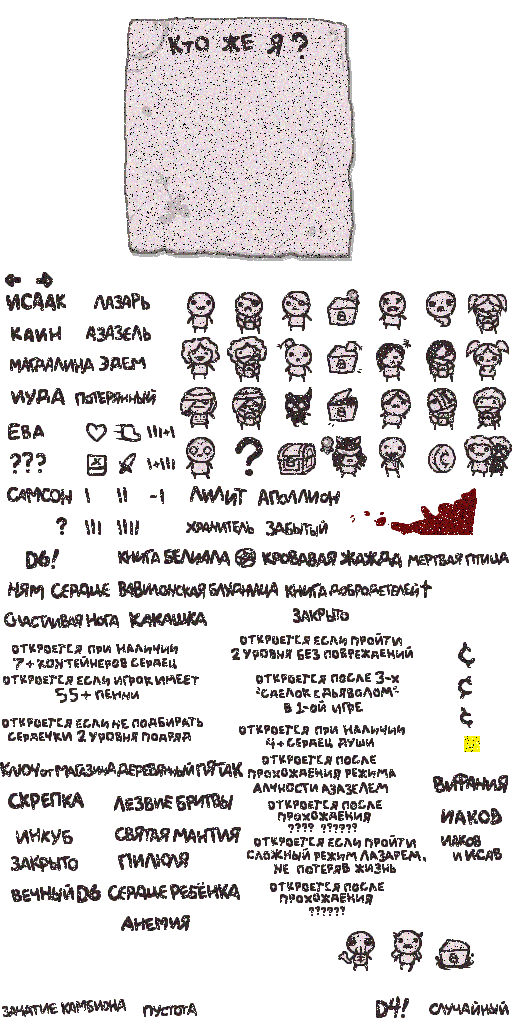 КТО ЖЕ Я?
ИСААК ЛАЗАРЬ
КАИН АЗАЗЕЛЬ
МАГДАЛИНА ЭДЕМ
ИУДА ПОТЕРЯННЫЙ
ЕВА |||+|
??? |+||| ?
САМСОН | || -| ЛИЛИТ АПОЛЛИОН
? ||| |||| ХРАНИТЕЛЬ ЗАБЫТЫЙ
D6! КНИГА БЕЛИАЛА КРОВАВАЯ ЖАЖДА МЕРТВАЯ ПТИЦА
НЯМ СЕРДЦЕ ВАВИЛОНСКАЯ БЛУДНИЦА КНИГА ДОБРОДЕТЕЛЕЙ
СЧАСТЛИВАЯ НОГА КАКАШКА
ЗАКРЫТО
ОТКРОЕТСЯ ПРИ НАЛИЧИИ
7+ КОНТЕЙНЕРОВ СЕРДЕЦ
ОТКРОЕТСЯ ЕСЛИ ИГРОК ИМЕЕТ
55+ ПЕННИ
ОТКРОЕТСЯ ЕСЛИ НЕ ПОДБИРАТЬ
СЕРДЕЧКИ 2 УРОВНЯ ПОДРЯД
ОТКРОЕТСЯ ЕСЛИ ПРОЙТИ
2 УРОВНЯ БЕЗ ПОВРЕЖДЕНИЙ
ОТКРОЕТСЯ ПОСЛЕ 3-Х
"СДЕЛОК С ДЬЯВОЛОМ"
В 1-ОЙ ИГРЕ
ОТКРОЕТСЯ ПРИ НАЛИЧИИ
4+ СЕРДЕЦ ДУШИ
¢
¢
¢
КЛЮЧ ОТ МАГАЗИНА ДЕРЕВЯННЫЙ ПЯТАК
СКРЕПКА ЛЕЗВИЕ БРИТВЫ
ИНКУБ СВЯТАЯ МАНТИЯ
ЗАКРЫТО ПИЛЮЛЯ
ВЕЧНЫЙ D6 СЕРДЦЕ РЕБЁНКА
АНЕМИЯ
ОТКРОЕТСЯ ПОСЛЕ
ПРОХОЖДЕНИЯ РЕЖИМА
АЛЧНОСТИ АЗАЗЕЛЕМ
ОТКРОЕТСЯ ПОСЛЕ
ПРОХОЖДЕНИЯ
???? ??????
ОТКРОЕТСЯ ЕСЛИ ПРОЙТИ
СЛОЖНЫЙ РЕЖИМ ЛАЗАРЕМ,
НЕ ПОТЕРЯВ ЖИЗНЬ
ОТКРОЕТСЯ ПОСЛЕ
ПРОХОЖДЕНИЯ
??????
ВИФАНИЯ
ИАКОВ
ИАКОВ
И ИСАВ
ЗАЧАТИЕ КАМБИОНА ПУСТОТА
D4! СЛУЧАЙНЫЙ